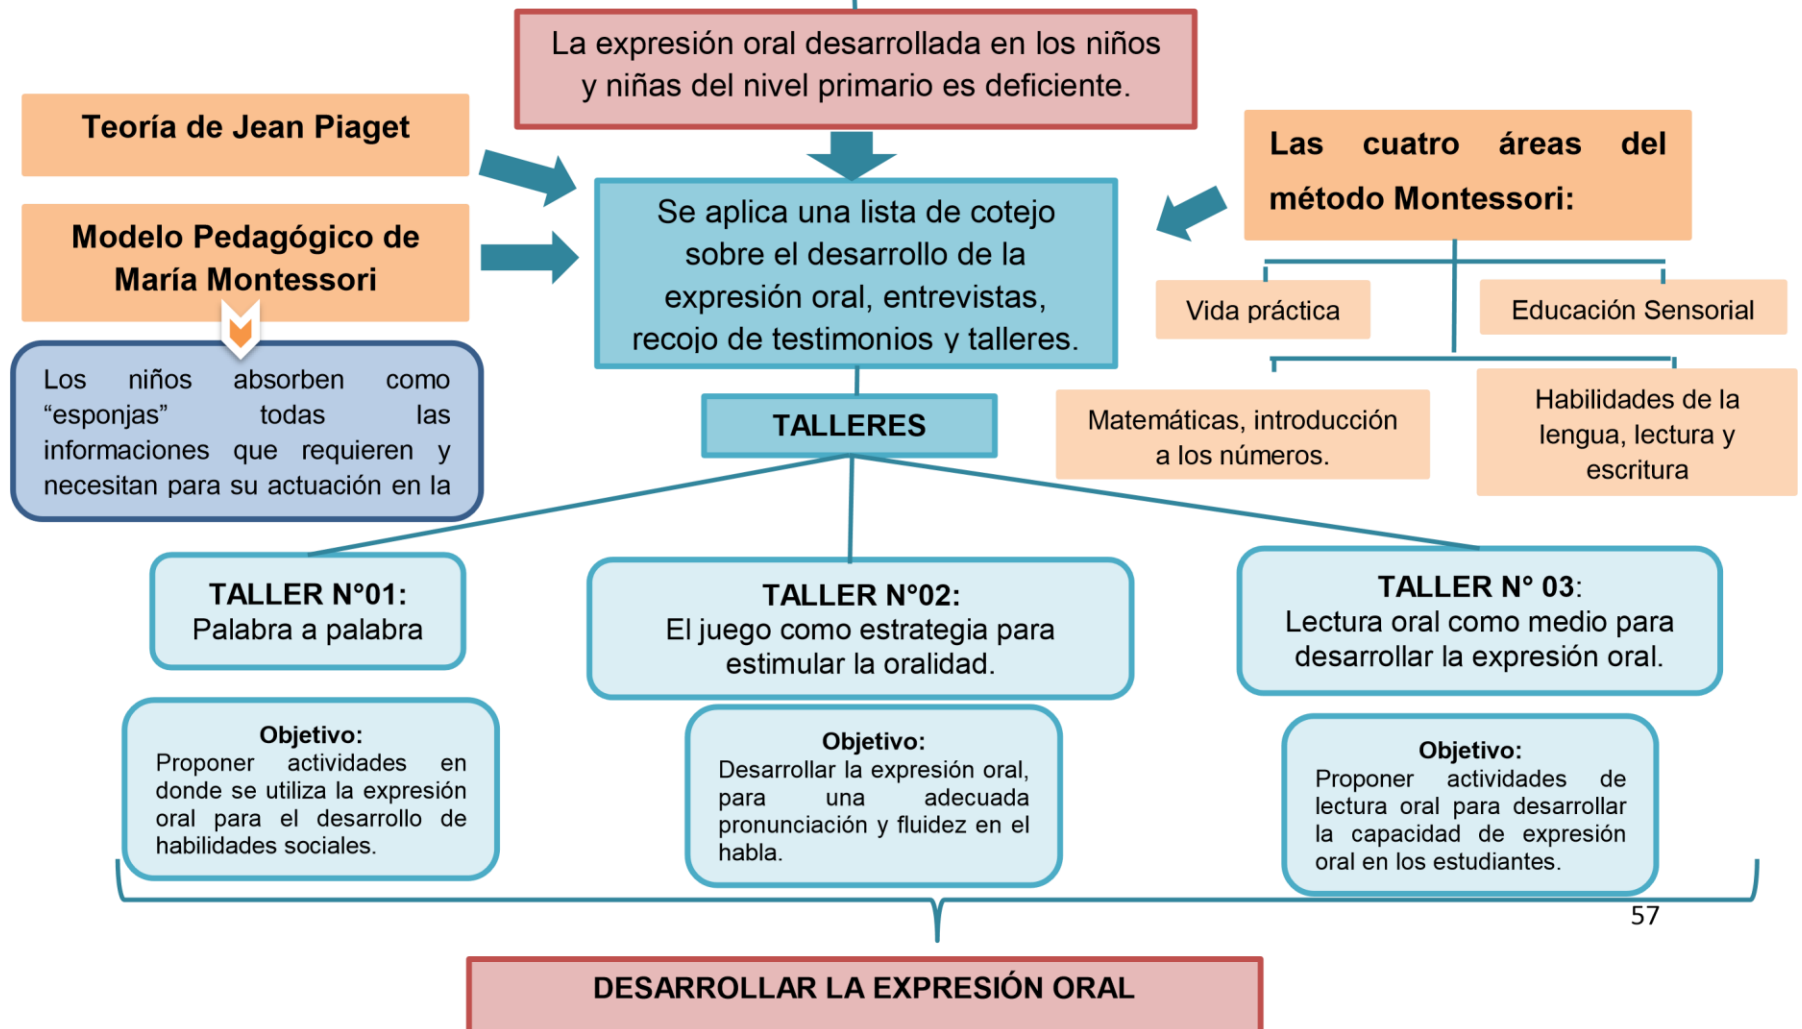 La expresión oral desarrollada en los niños
y niñas del nivel primario es deficiente.
Teoría de Jean Piaget
Modelo Pedagógico de
María Montessori
Los niños absorben como
“esponjas” todas las
informaciones que requieren y
necesitan para su actuación en la
Se aplica una lista de cotejo
sobre el desarrollo de la
expresión oral, entrevistas,
recojo de testimonios y talleres.
Las cuatro áreas del
método Montessori:
Vida práctica
Educación Sensorial
Matemáticas, introducción
a los números.
Habilidades de la
lengua, lectura y
escritura
TALLERES
TALLER N°01:
Palabra a palabra
TALLER N°02:
El juego como estrategia para
estimular la oralidad.
TALLER N° 03:
Lectura oral como medio para
desarrollar la expresión oral.
Objetivo:
Proponer actividades en
donde se utiliza la expresión
oral para el desarrollo de
habilidades sociales.
Objetivo:
Desarrollar la expresión oral,
para una adecuada
pronunciación y fluidez en el
habla.
Objetivo:
Proponer actividades de
lectura oral para desarrollar
la capacidad de expresión
oral en los estudiantes.
57
DESARROLLAR LA EXPRESIÓN ORAL